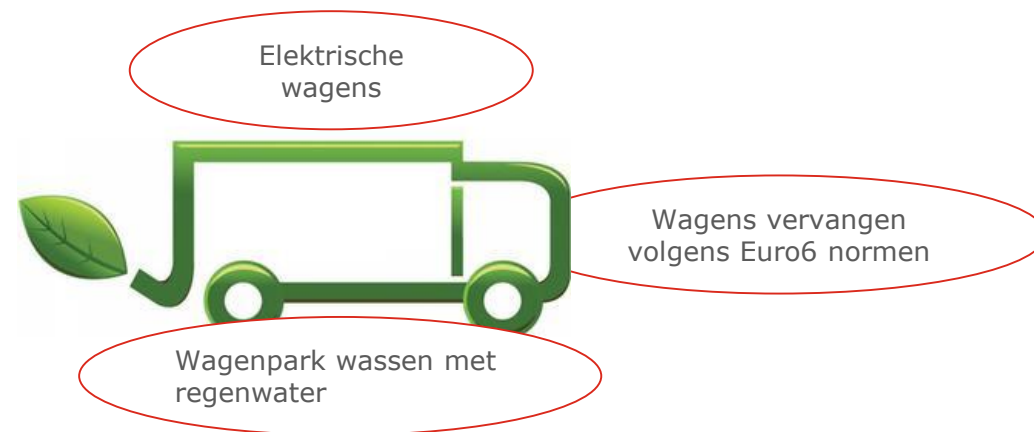 Elektrische
wagens
Wagens vervangen
volgens Euro6 normen
Wagenpark wassen met
regenwater